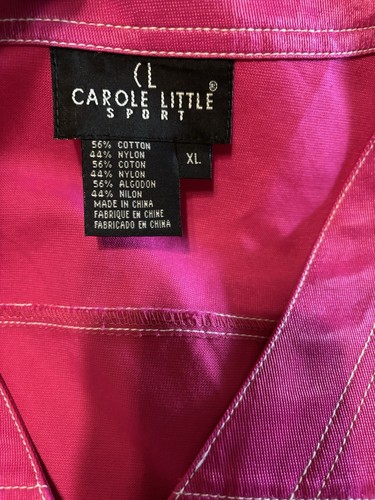 CL
CAROLE LITTLE®
SPORT
56% COTTON
44% NYLON
56% COTON
44% NYLON
56% ALGODON
44% NILON
MADE IN CHINA
FABRIQUE EN CHINE
FABRICADO EN CHINA
XL